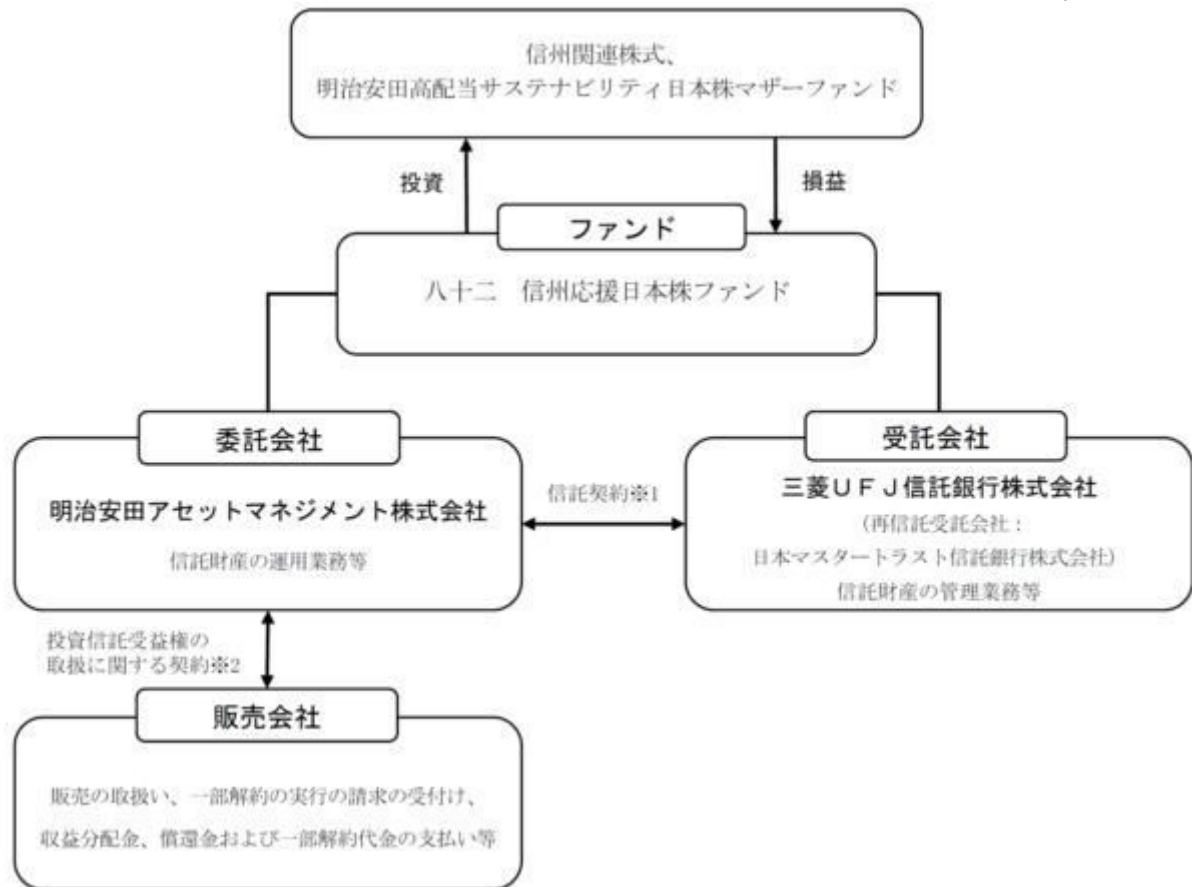 信州関連株式、
明治安田高配当サステナビリティ日本株マザーファンド
投資
損益
ファンド
八十二　信州応援日本株ファンド
委託会社
明治安田アセットマネジメント株式会社
信託財産の運用業務等
信託契約※1
受託会社
三菱ＵＦＪ信託銀行株式会社
（再信託受託会社：
日本マスタートラスト信託銀行株式会社）
信託財産の管理業務等
投資信託受益権の
取扱に関する契約※2
販売会社
販売の取扱い、一部解約の実行の請求の受付け、
収益分配金、償還金および一部解約代金の支払い等